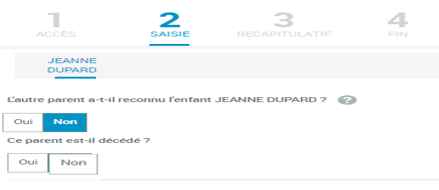 1 2 3 4
ACCÈS SAISIE RECAPITULATIF FIN
JEANNE
DUPARD
L'autre parent a-t-il reconnu l'enfant JEANNE DUPARD ? ?
Oui Non
Ce parent est-il décédé ?
Oui Non